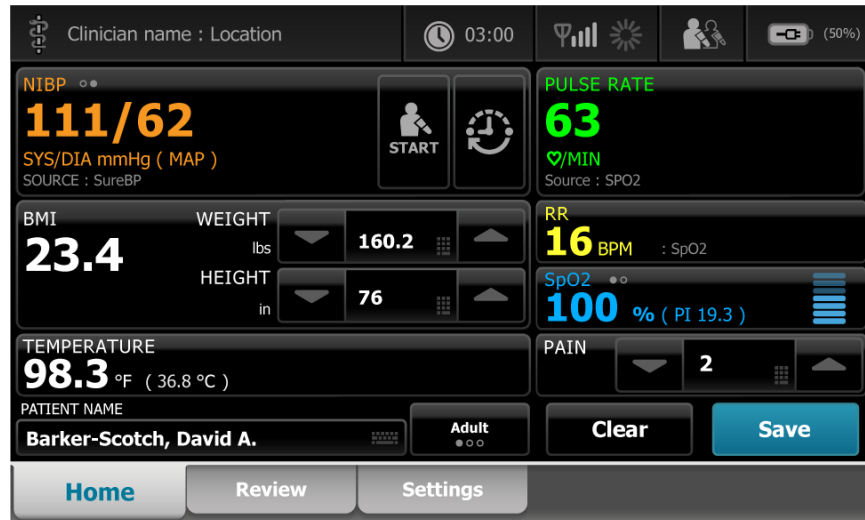 Clinician name : Location
03:00
(50%)
NIBP
111/62
SYS/DIA mmHg ( MAP )
SOURCE : SureBP
START
PULSE RATE
63
♡/MIN
Source : SPO2
BMI
23.4
WEIGHT
lbs
160.2
HEIGHT
in
76
RR
16 BPM : SpO2
SpO2
100 % ( PI 19.3 )
TEMPERATURE
98.3 °F ( 36.8 °C )
PAIN
2
PATIENT NAME
Barker-Scotch, David A.
Adult
Clear
Save
Home
Review
Settings